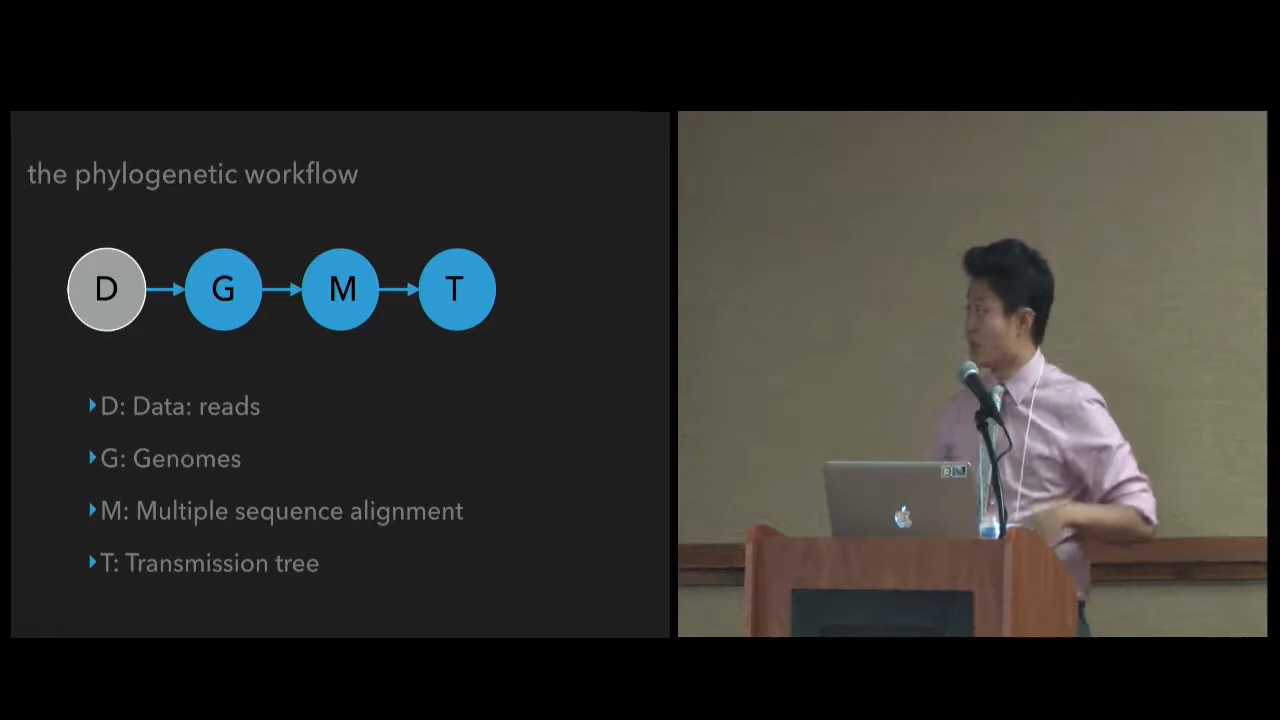 the phylogenetic workflow
D G M T
D: Data: reads
G: Genomes
M: Multiple sequence alignment
T: Transmission tree